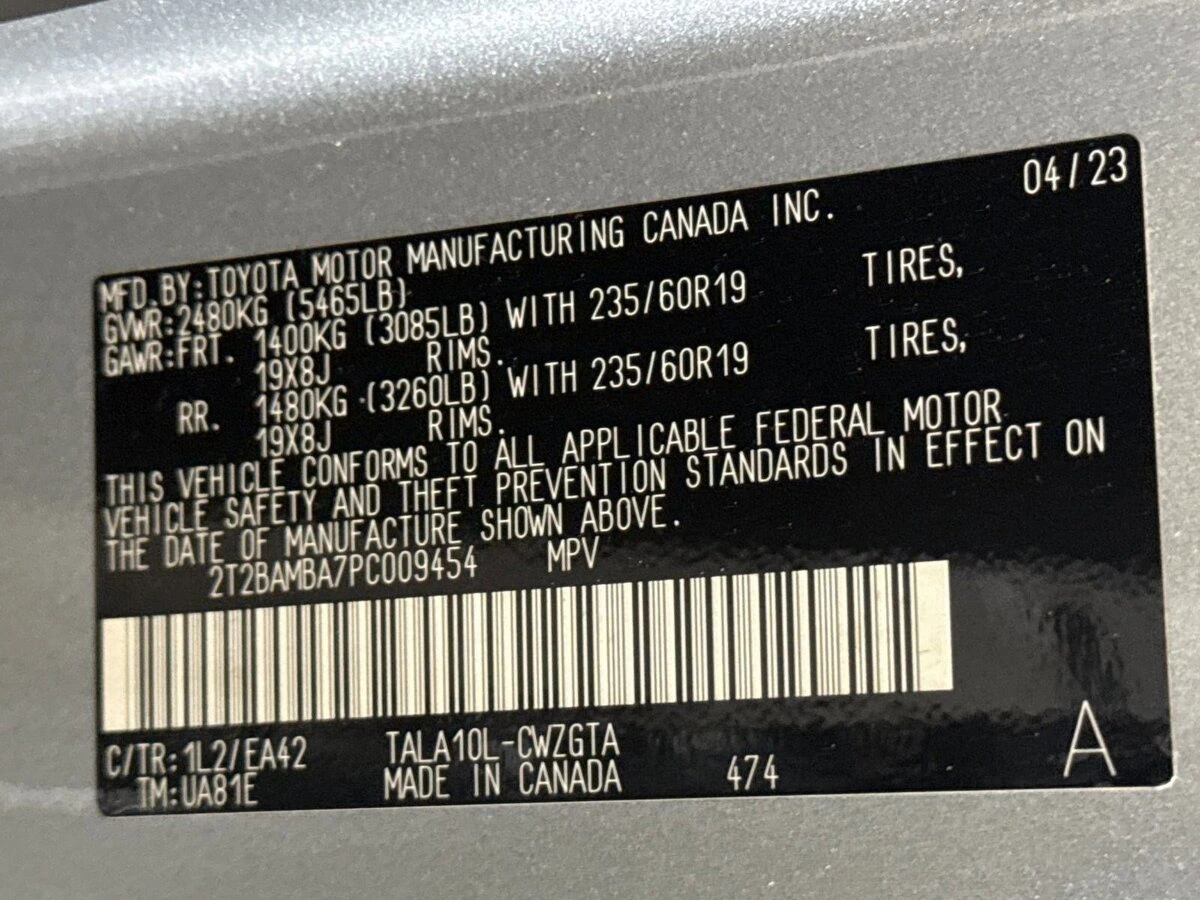 04/23
MFD.BY:TOYOTA MOTOR MANUFACTURING CANADA INC.
GVWR:2480KG (5465LB)
GAWR:FRT. 1400KG (3085LB) WITH 235/60R19 TIRES,
19X8J RIMS.
RR. 1480KG (3260LB) WITH 235/60R19 TIRES,
19X8J RIMS.
THIS VEHICLE CONFORMS TO ALL APPLICABLE FEDERAL MOTOR
VEHICLE SAFETY AND THEFT PREVENTION STANDARDS IN EFFECT ON
THE DATE OF MANUFACTURE SHOWN ABOVE.
2T2BAMBA7PC009454 MPV
C/TR:1L2/EA42 TALA10L-CWZGTA
TM:UA81E MADE IN CANADA 474 A